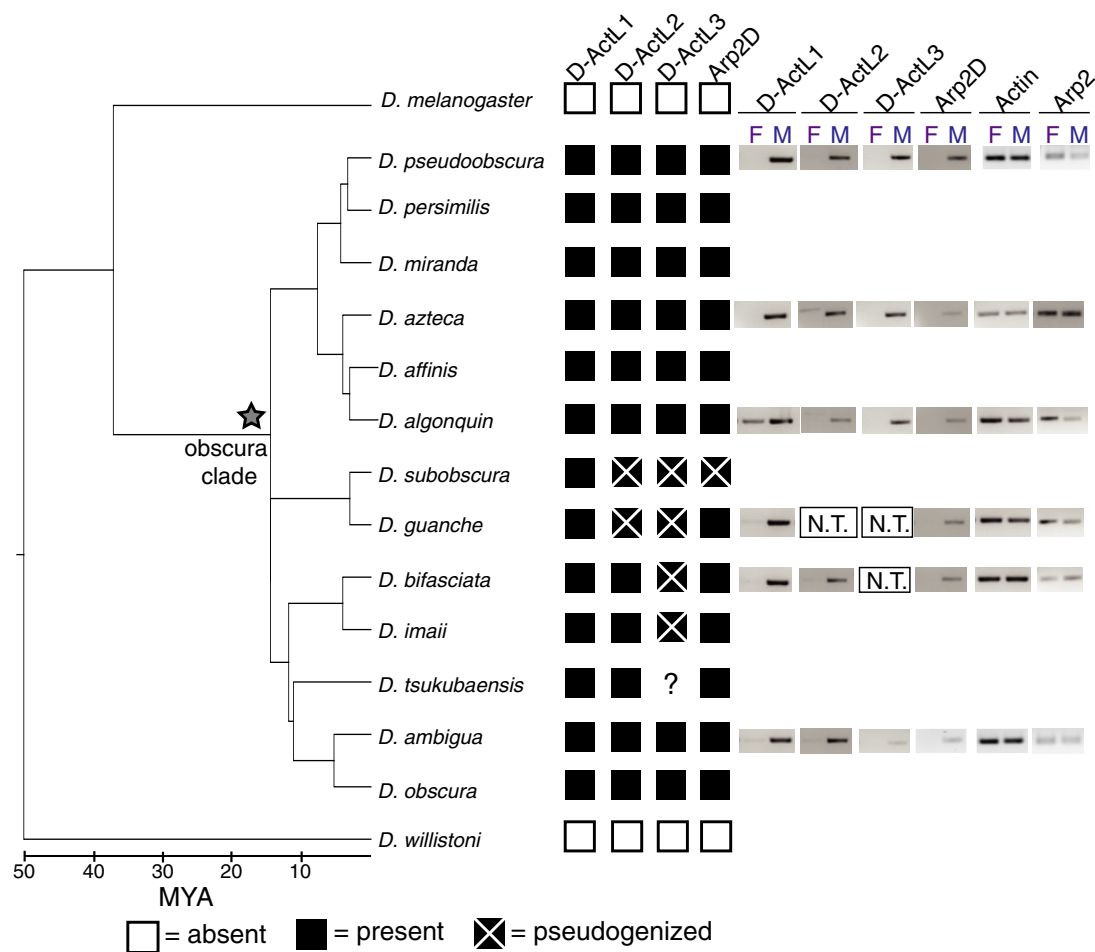 D-ActL1 D-ActL2 D-ActL3 Arp2D
D-ActL1 D-ActL2 D-ActL3 Arp2D Actin Arp2
F M F M F M F M F M F M
D. melanogaster
D. pseudoobscura
D. persimilis
D. miranda
D. azteca
D. affinis
D. algonquin
obscura
clade
D. subobscura
D. guanche N.T. N.T.
D. bifasciata N.T.
D. imaii
D. tsukubaensis ?
D. ambigua
D. obscura
D. willistoni
50 40 30 20 10
MYA
= absent = present = pseudogenized